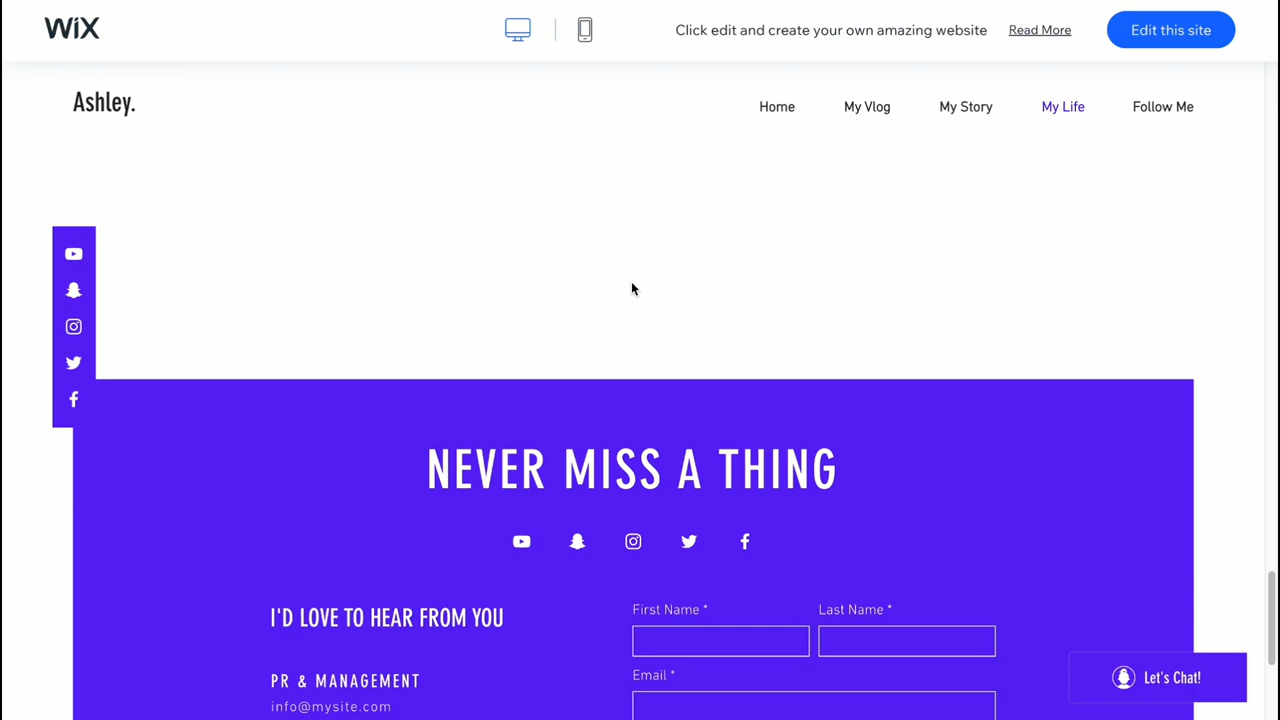 WiX
Click edit and create your own amazing website Read More Edit this site
Ashley.
Home My Vlog My Story My Life Follow Me
NEVER MISS A THING
I'D LOVE TO HEAR FROM YOU
First Name * Last Name *
Email *
PR & MANAGEMENT
info@mysite.com
Let's Chat!